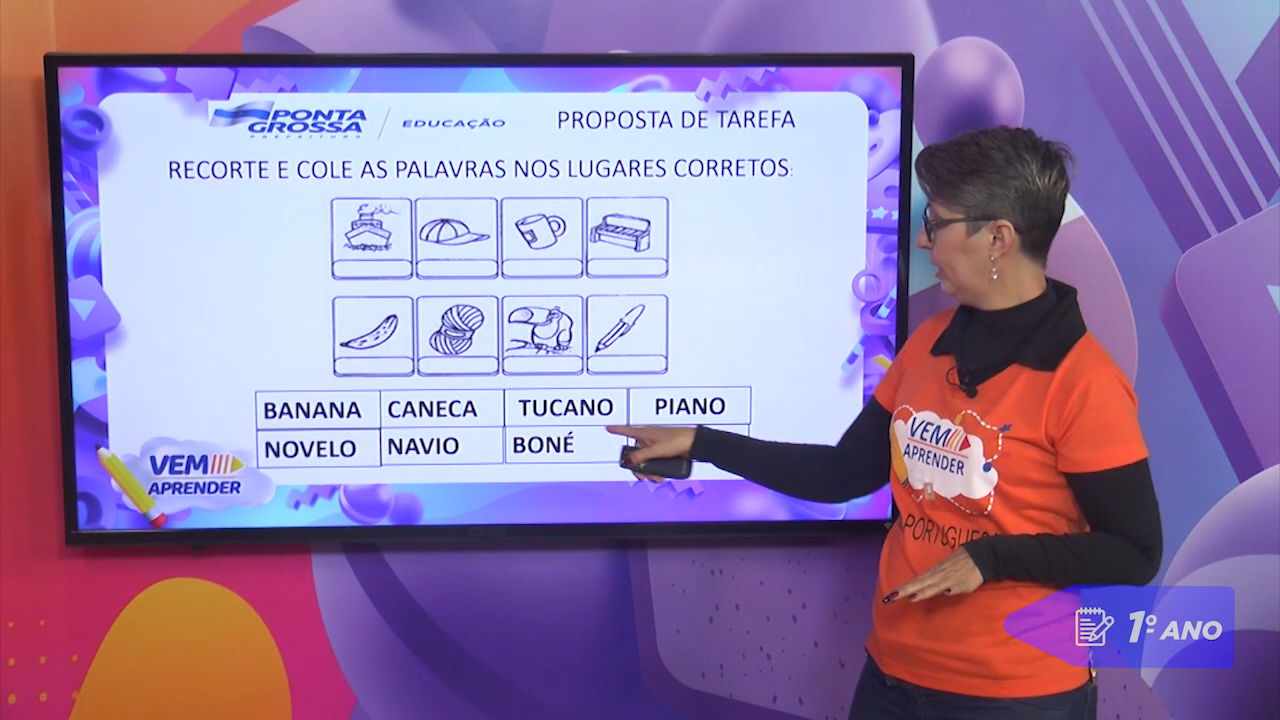 PONTA
GROSSA
PREFEITURA
EDUCAÇÃO
PROPOSTA DE TAREFA
RECORTE E COLE AS PALAVRAS NOS LUGARES CORRETOS:
BANANA CANECA TUCANO PIANO
NOVELO NAVIO BONÉ
VEM
APRENDER
VEM
APRENDER
1º ANO